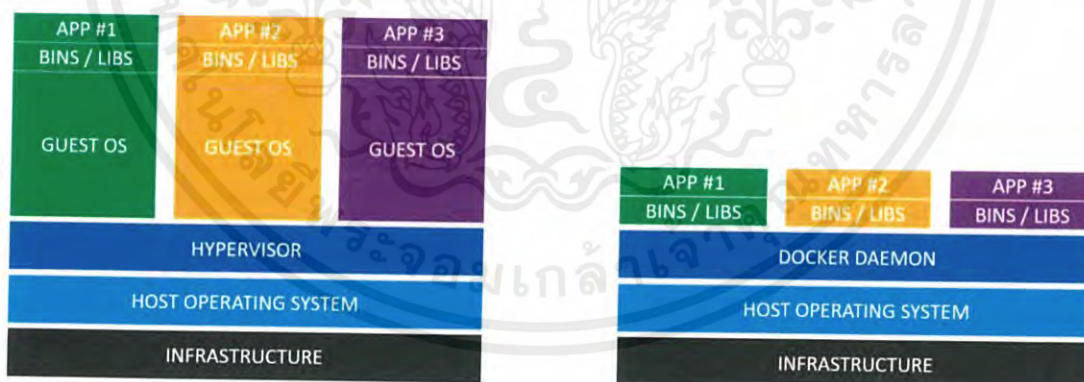 APP #1
BINS / LIBS
GUEST OS
APP #2
BINS / LIBS
GUEST OS
APP #3
BINS / LIBS
GUEST OS
HYPERVISOR
HOST OPERATING SYSTEM
INFRASTRUCTURE
APP #1
BINS / LIBS
APP #2
BINS / LIBS
APP #3
BINS / LIBS
DOCKER DAEMON
HOST OPERATING SYSTEM
INFRASTRUCTURE